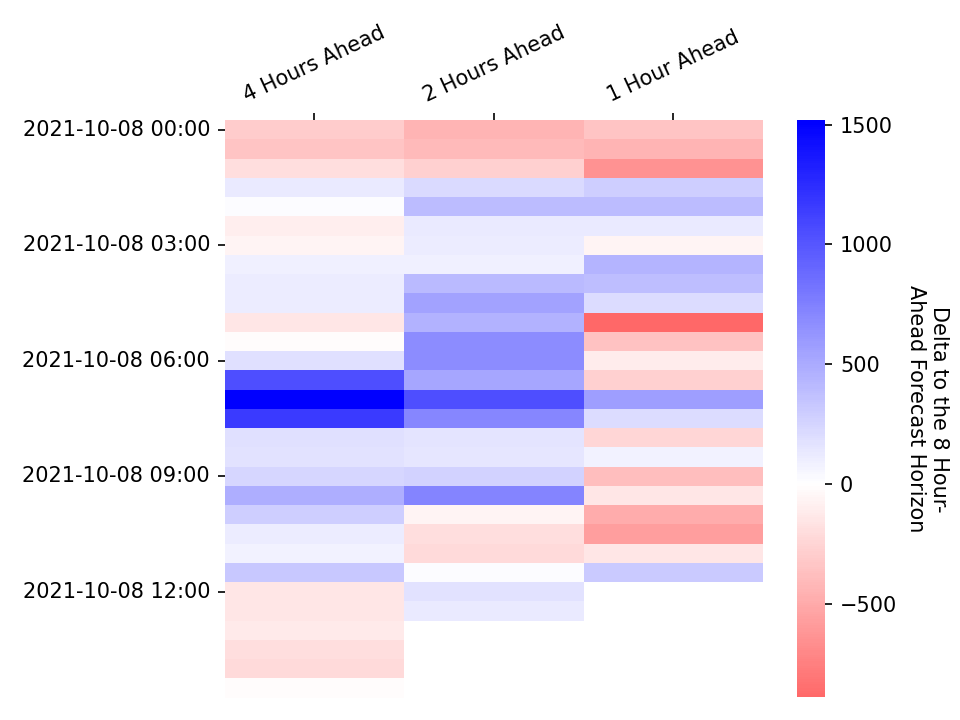 4 Hours Ahead
2 Hours Ahead
1 Hour Ahead
2021-10-08 00:00
2021-10-08 03:00
2021-10-08 06:00
2021-10-08 09:00
2021-10-08 12:00
1500
1000
500
0
−500
Delta to the 8 Hour-
Ahead Forecast Horizon